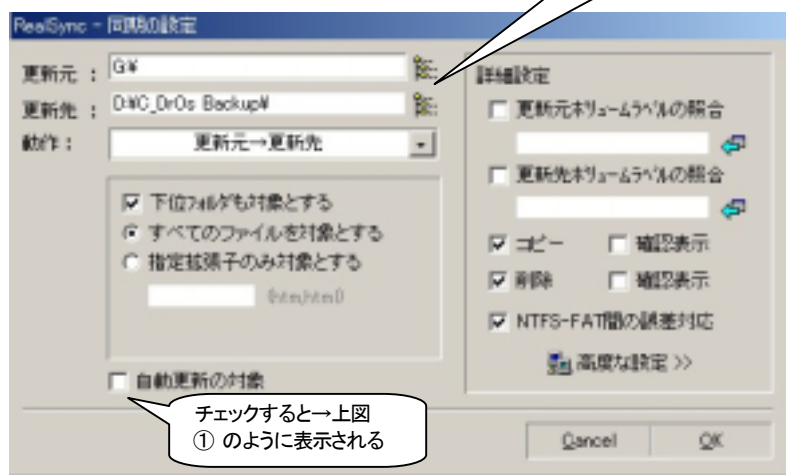 RealSync - 同期の設定
更新元 : G¥
更新先 : D¥C_DrOs Backup¥
動作 : 更新元→更新先
下位フォルダも対象とする
すべてのファイルを対象とする
指定拡張子のみ対象とする
(htm,html)
自動更新の対象
詳細設定
更新元ボリュームラベルの照合
更新先ボリュームラベルの照合
コピー 確認表示
削除 確認表示
NTFS-FAT間の誤差対応
高度な設定 >>
チェックすると→上図
① のように表示される
Cancel OK